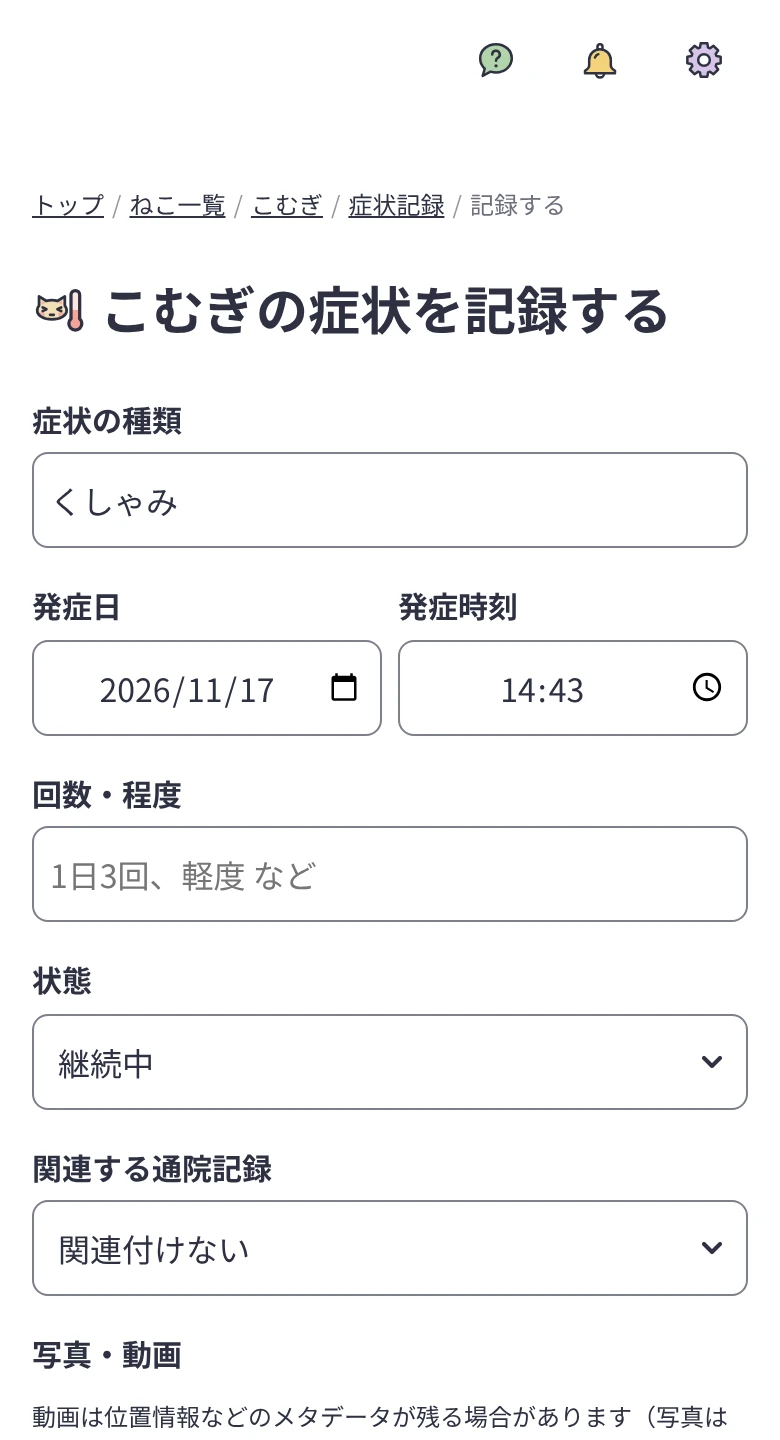 トップ / ねこ一覧 / こむぎ / 症状記録 / 記録する
こむぎの症状を記録する
症状の種類
くしゃみ
発症日 発症時刻
2026/11/17 14:43
回数・程度
1日3回、軽度 など
状態
継続中
関連する通院記録
関連付けない
写真・動画
動画は位置情報などのメタデータが残る場合があります（写真は